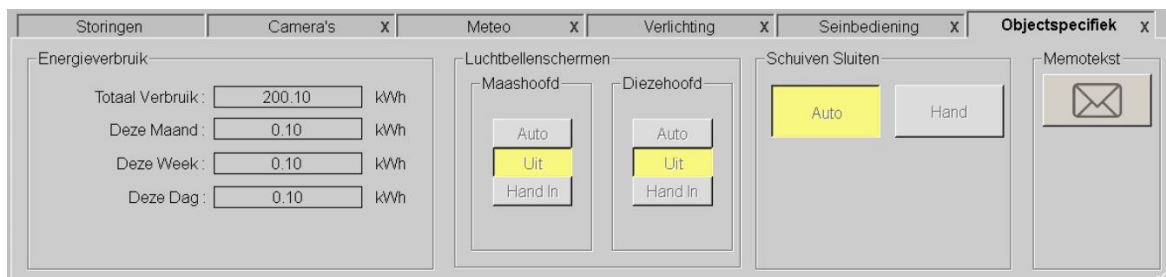 Storingen Camera's X Meteo X Verlichting X Seinbediening X Objectspecifiek X
Energieverbruik
Totaal Verbruik : 200.10 kWh
Deze Maand : 0.10 kWh
Deze Week : 0.10 kWh
Deze Dag : 0.10 kWh
Luchtbellenschermen
Maashoofd
Auto
Uit
Hand In
Diezehoofd
Auto
Uit
Hand In
Schuiven Sluiten
Auto Hand
Memotekst